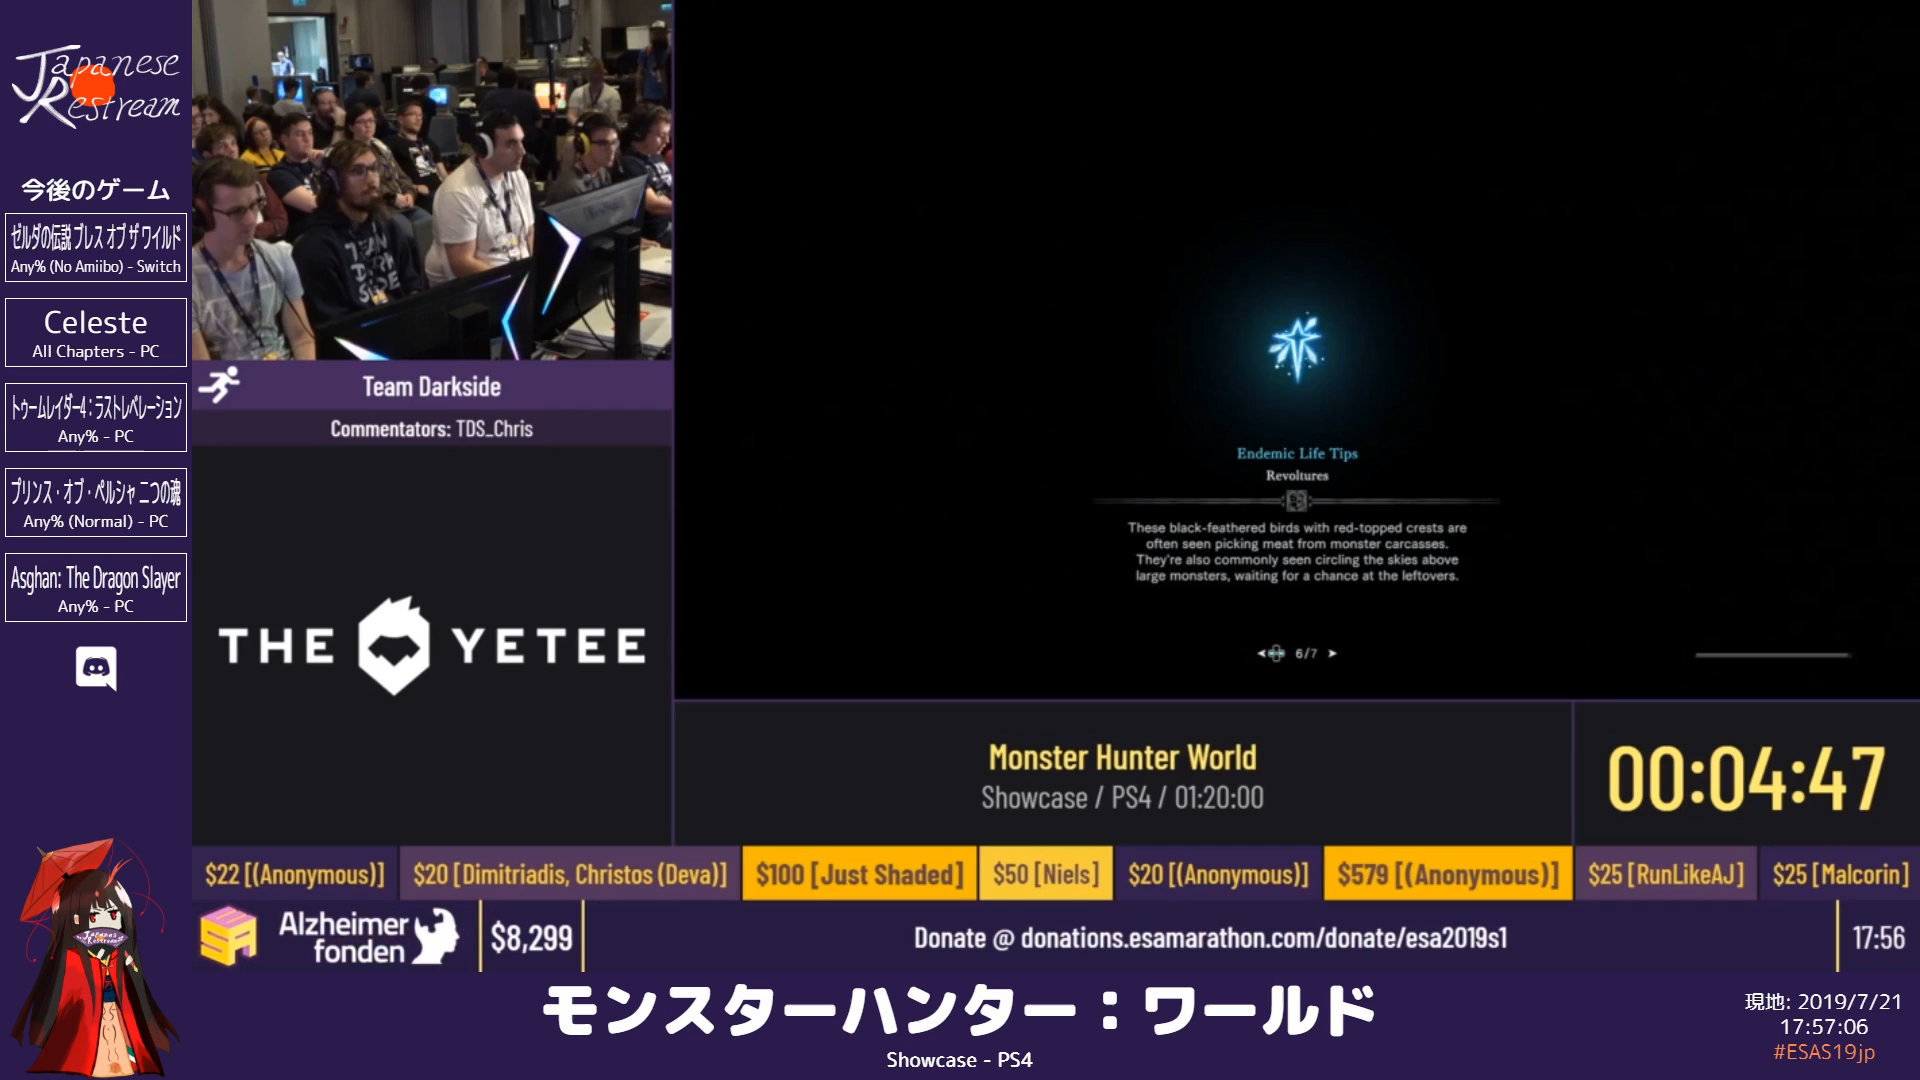 Japanese
Restream
今後のゲーム
ゼルダの伝説 ブレス オブ ザ ワイルド
Any% (No Amiibo) - Switch
Celeste
All Chapters - PC
トゥームレイダー4：ラストレベレーション
Any% - PC
プリンス・オブ・ペルシャ 二つの魂
Any% (Normal) - PC
Asghan: The Dragon Slayer
Any% - PC
TEAM
DARK
SIDE
Team Darkside
Commentators: TDS_Chris
THE YETEE
Endemic Life Tips
Revoltures
These black-feathered birds with red-topped crests are
often seen picking meat from monster carcasses.
They're also commonly seen circling the skies above
large monsters, waiting for a chance at the leftovers.
6/7
Monster Hunter World
Showcase / PS4 / 01:20:00
00:04:47
$22 [(Anonymous)]
$20 [Dimitriadis, Christos (Deva)]
$100 [Just Shaded]
$50 [Niels]
$20 [(Anonymous)]
$579 [(Anonymous)]
$25 [RunLikeAJ]
$25 [Malcorin]
ESA
Alzheimer
fonden
$8,299
Donate @ donations.esamarathon.com/donate/esa2019s1
17:56
モンスターハンター：ワールド
Showcase - PS4
現地: 2019/7/21
17:57:06
#ESAS19jp